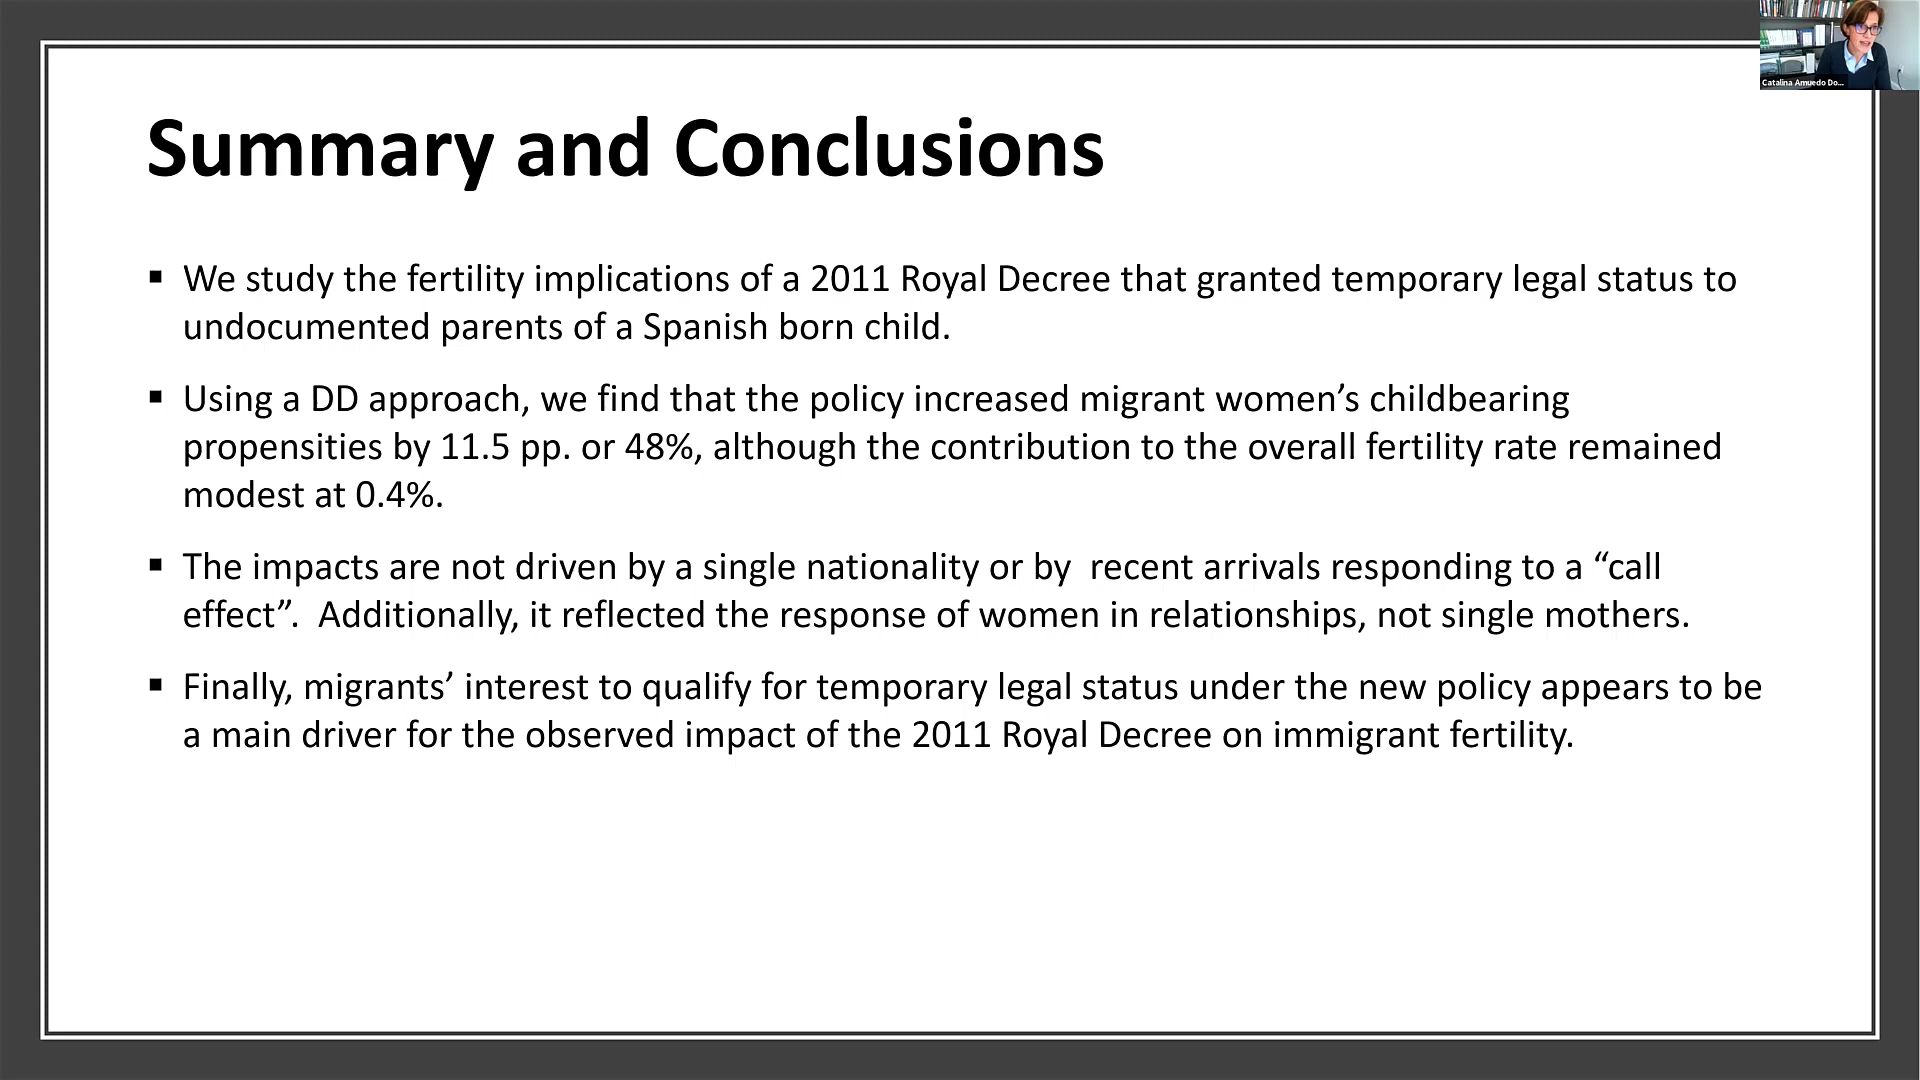 Catalina Amuedo Do...
Summary and Conclusions
▪ We study the fertility implications of a 2011 Royal Decree that granted temporary legal status to
undocumented parents of a Spanish born child.
▪ Using a DD approach, we find that the policy increased migrant women’s childbearing
propensities by 11.5 pp. or 48%, although the contribution to the overall fertility rate remained
modest at 0.4%.
▪ The impacts are not driven by a single nationality or by  recent arrivals responding to a “call
effect”.  Additionally, it reflected the response of women in relationships, not single mothers.
▪ Finally, migrants’ interest to qualify for temporary legal status under the new policy appears to be
a main driver for the observed impact of the 2011 Royal Decree on immigrant fertility.